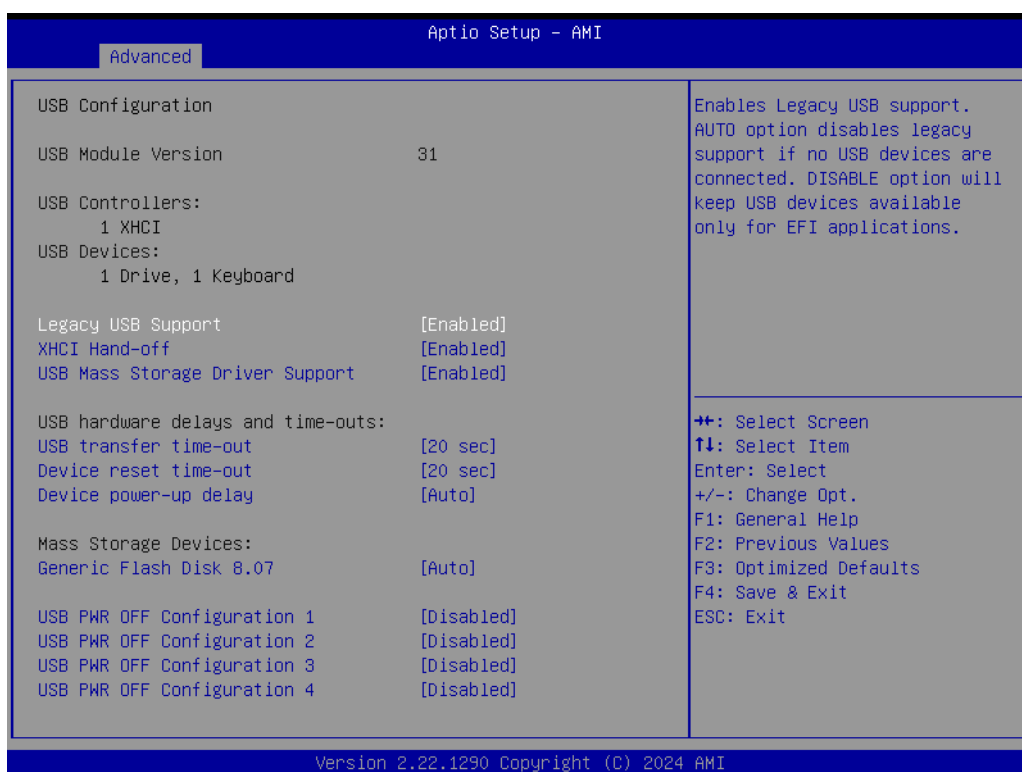 Aptio Setup – AMI
Advanced
USB Configuration
USB Module Version 31
USB Controllers:
1 XHCI
USB Devices:
1 Drive, 1 Keyboard
Legacy USB Support [Enabled]
XHCI Hand-off [Enabled]
USB Mass Storage Driver Support [Enabled]
USB hardware delays and time-outs:
USB transfer time-out [20 sec]
Device reset time-out [20 sec]
Device power-up delay [Auto]
Mass Storage Devices:
Generic Flash Disk 8.07 [Auto]
USB PWR OFF Configuration 1 [Disabled]
USB PWR OFF Configuration 2 [Disabled]
USB PWR OFF Configuration 3 [Disabled]
USB PWR OFF Configuration 4 [Disabled]
Enables Legacy USB support.
AUTO option disables legacy
support if no USB devices are
connected. DISABLE option will
keep USB devices available
only for EFI applications.
→←: Select Screen
↑↓: Select Item
Enter: Select
+/-: Change Opt.
F1: General Help
F2: Previous Values
F3: Optimized Defaults
F4: Save & Exit
ESC: Exit
Version 2.22.1290 Copyright (C) 2024 AMI